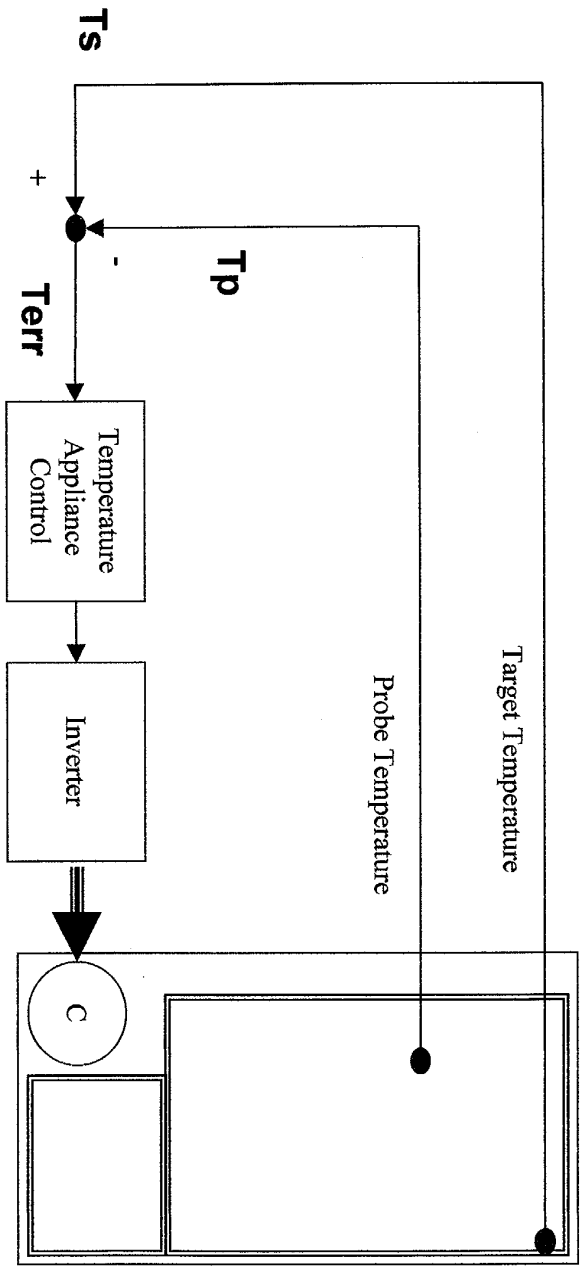 Target Temperature
Probe Temperature
Ts
Tp
+
-
Terr
Temperature
Appliance
Control
Inverter
C